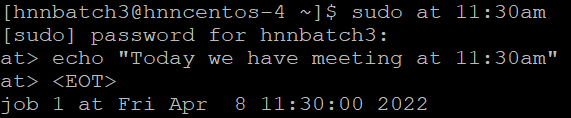 [hnnbatch3@hnncentos-4 ~]$ sudo at 11:30am
[sudo] password for hnnbatch3:
at> echo "Today we have meeting at 11:30am"
at> <EOT>
job 1 at Fri Apr  8 11:30:00 2022